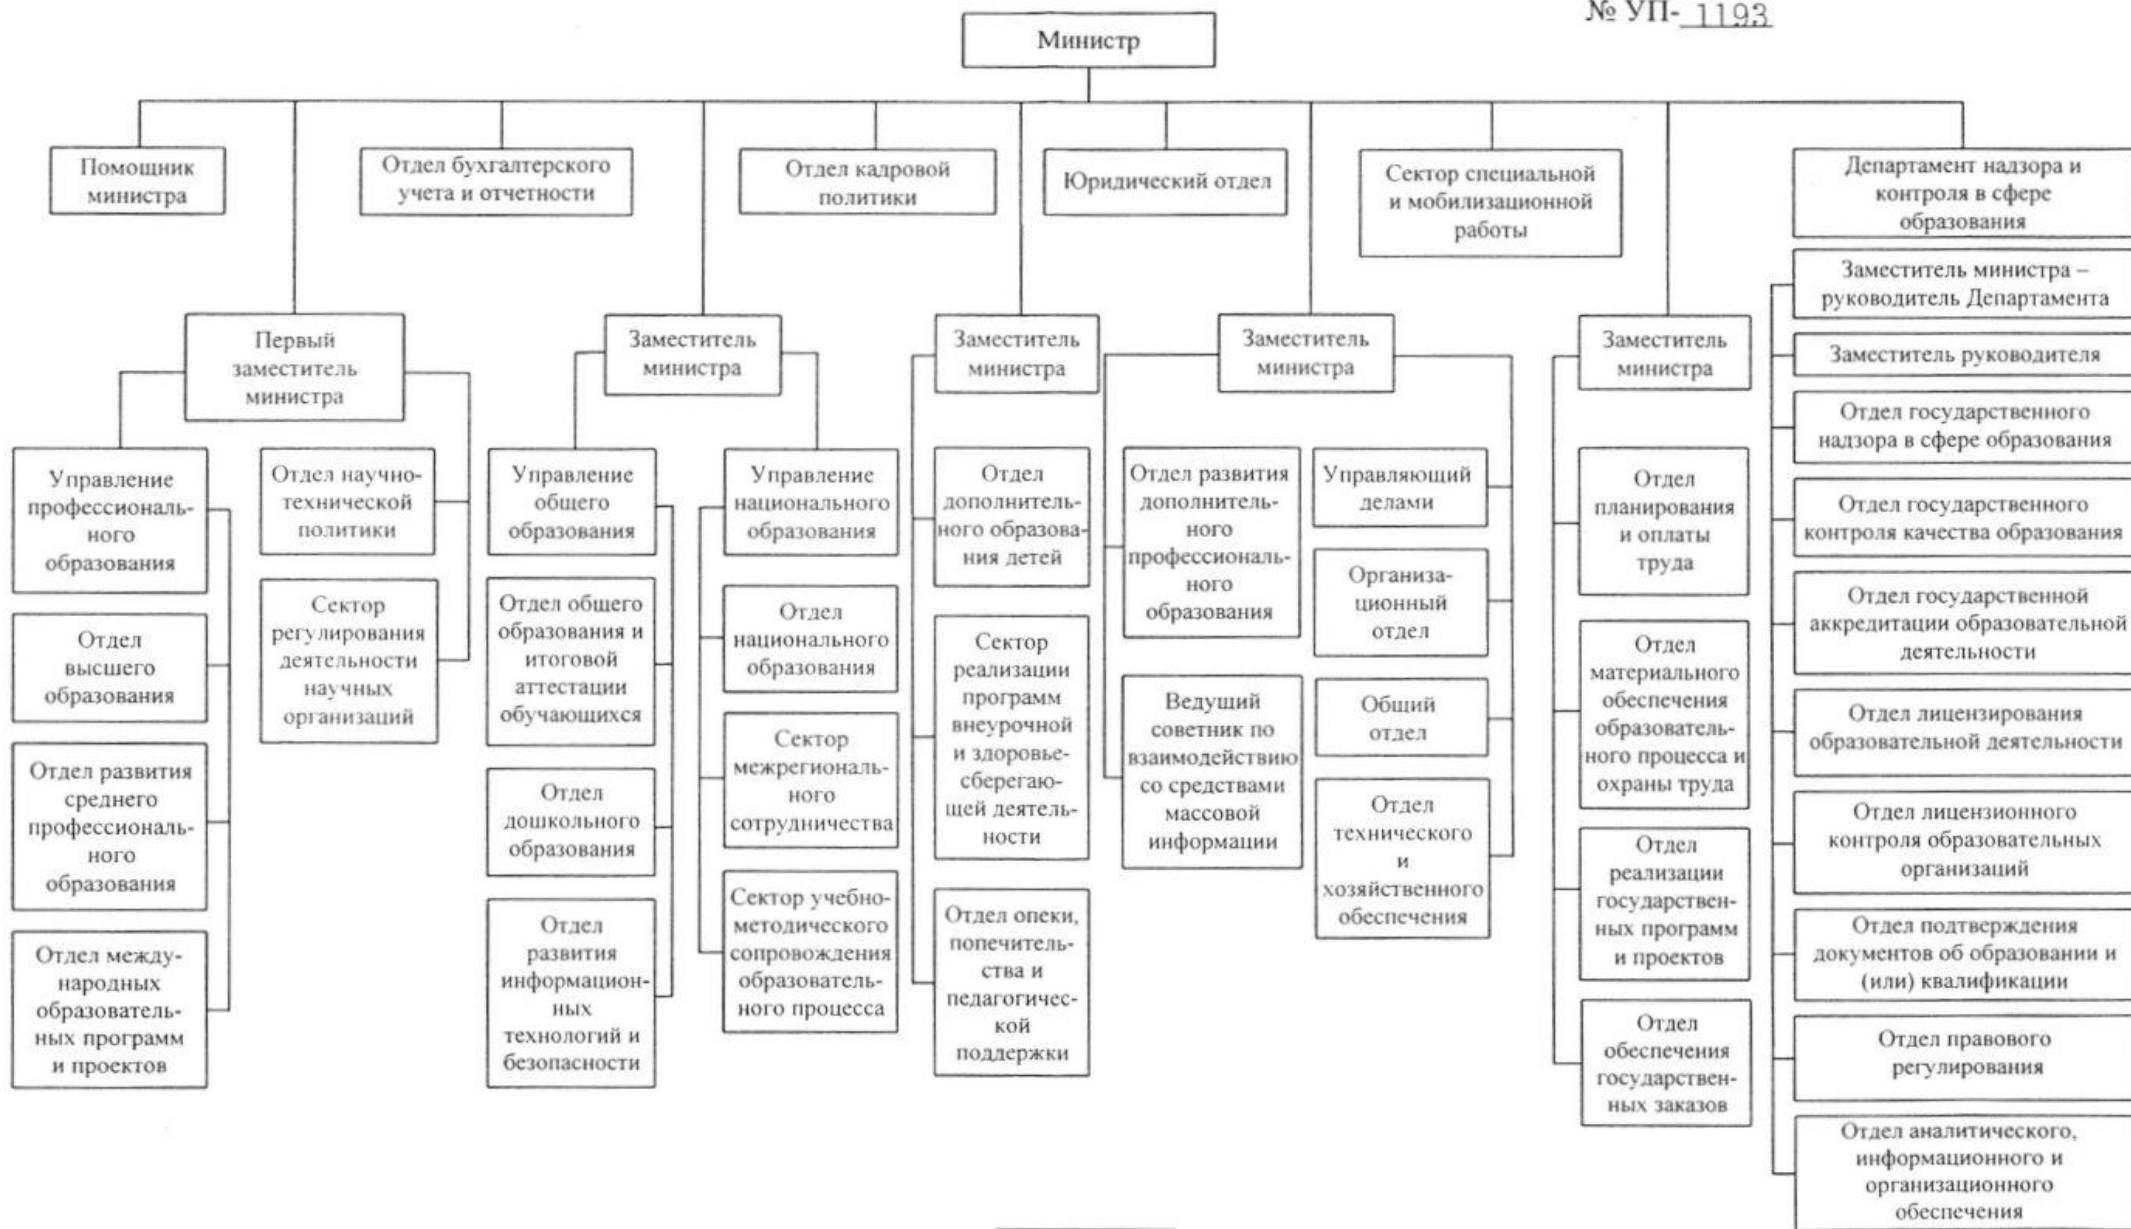 № УП- 1193
Министр
Помощник
министра
Отдел бухгалтерского
учета и отчетности
Отдел кадровой
политики
Юридический отдел
Сектор специальной
и мобилизационной
работы
Департамент надзора и
контроля в сфере
образования
Первый
заместитель
министра
Управление
профессиональ-
ного
образования
Отдел
высшего
образования
Отдел развития
среднего
профессиональ-
ного
образования
Отдел между-
народных
образователь-
ных программ
и проектов
Отдел научно-
технической
политики
Сектор
регулирования
деятельности
научных
организаций
Заместитель
министра
Управление
общего
образования
Отдел общего
образования и
итоговой
аттестации
обучающихся
Отдел
дошкольного
образования
Отдел
развития
информацион-
ных
технологий и
безопасности
Управление
национального
образования
Отдел
национального
образования
Сектор
межрегиональ-
ного
сотрудничества
Сектор учебно-
методического
сопровождения
образователь-
ного процесса
Заместитель
министра
Отдел
дополнитель-
ного образова-
ния детей
Сектор
реализации
программ
внеурочной
и здоровье-
сберегаю-
щей деятель-
ности
Отдел опеки,
попечитель-
ства и
педагогичес-
кой
поддержки
Заместитель
министра
Отдел развития
дополнитель-
ного
профессиональ-
ного
образования
Ведущий
советник по
взаимодействию
со средствами
массовой
информации
Управляющий
делами
Организа-
ционный
отдел
Общий
отдел
Отдел
технического
и
хозяйственного
обеспечения
Заместитель
министра
Отдел
планирования
и оплаты
труда
Отдел
материального
обеспечения
образователь-
ного процесса и
охраны труда
Отдел
реализации
государствен-
ных программ
и проектов
Отдел
обеспечения
государствен-
ных заказов
Заместитель министра –
руководитель Департамента
Заместитель руководителя
Отдел государственного
надзора в сфере образования
Отдел государственного
контроля качества образования
Отдел государственной
аккредитации образовательной
деятельности
Отдел лицензирования
образовательной деятельности
Отдел лицензионного
контроля образовательных
организаций
Отдел подтверждения
документов об образовании и
(или) квалификации
Отдел правового
регулирования
Отдел аналитического,
информационного и
организационного
обеспечения